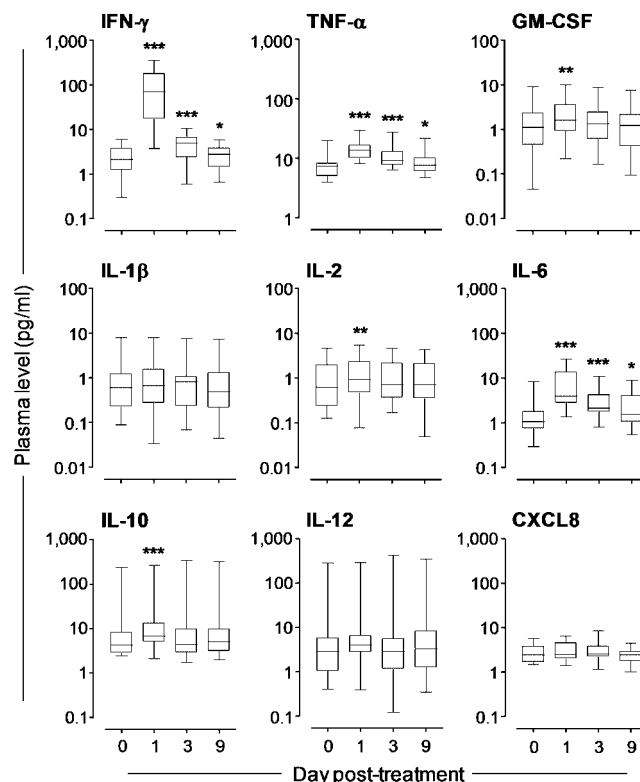 IFN-γ TNF-α GM-CSF
1,000 1,000 100
*** 
100 *** 100 *** *** * 10 **
10 * 10 1
1 0.1
0.1 1 0.01
IL-1β IL-2 IL-6
100 100 1,000
10 ** 10 100 *** *** *
1 1 10
0.1 0.1 1
0.01 0.01 0.1
IL-10 IL-12 CXCL8
1,000 *** 1,000 1,000
100 100 100
10 10 10
1 1 1
0.1 0.1 0.1
0 1 3 9 0 1 3 9 0 1 3 9
Day post-treatment
Plasma level (pg/ml)